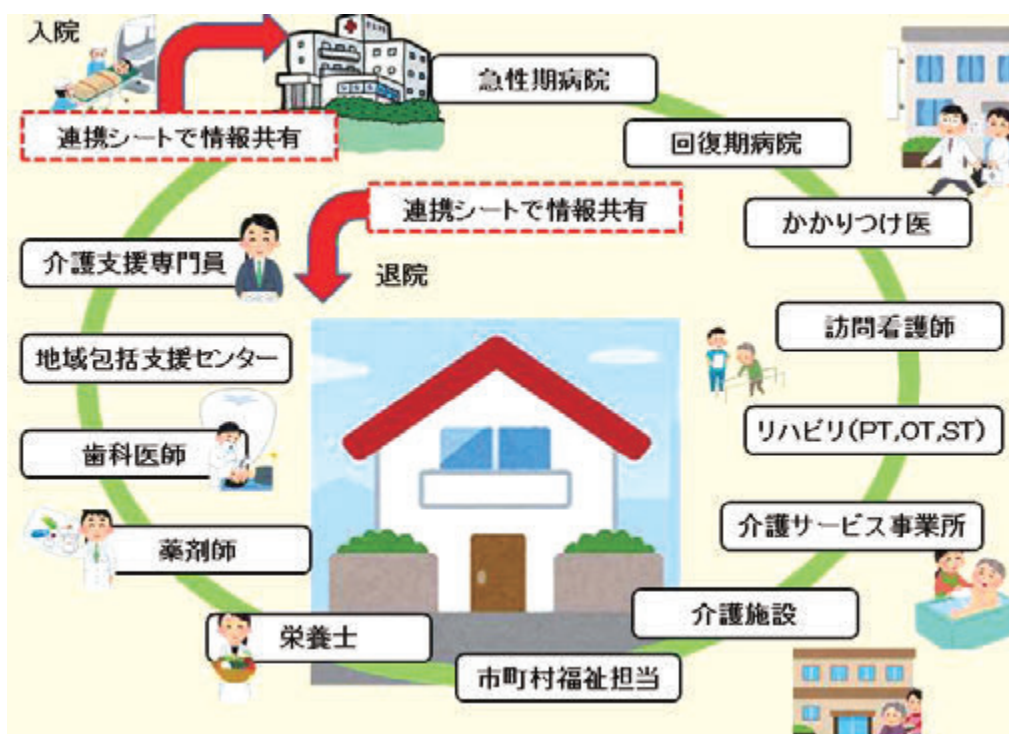 入院
急性期病院
連携シートで情報共有
回復期病院
連携シートで情報共有
かかりつけ医
介護支援専門員
退院
訪問看護師
地域包括支援センター
リハビリ(PT,OT,ST)
歯科医師
介護サービス事業所
薬剤師
介護施設
栄養士
市町村福祉担当